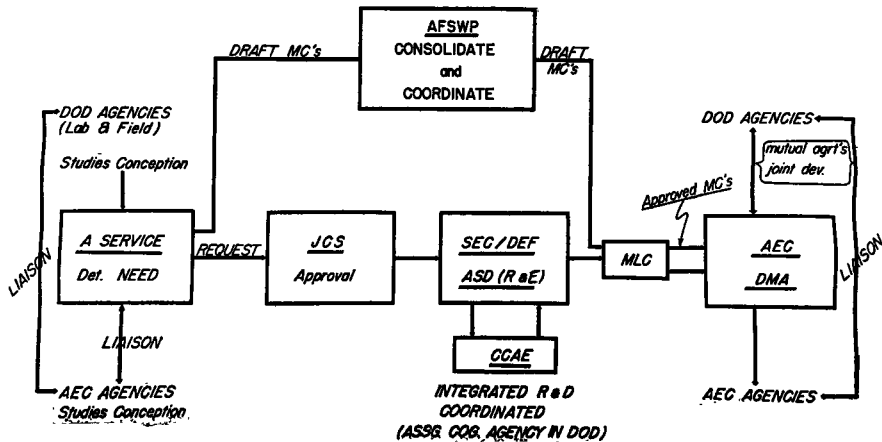 AFSWP
CONSOLIDATE
and
COORDINATE
DRAFT MC's
DRAFT
MC's
DOD AGENCIES
(Lab & Field)
Studies Conception
DOD AGENCIES
mutual agrt's
joint dev.
Approved MC's
A SERVICE
Det. NEED
REQUEST
JCS
Approval
SEC/DEF
ASD (R&E)
MLC
AEC
DMA
LIAISON
LIAISON
LIAISON
CCAE
AEC AGENCIES
Studies Conception
INTEGRATED R&D
COORDINATED
(ASSG. COG. AGENCY IN DOD)
AEC AGENCIES